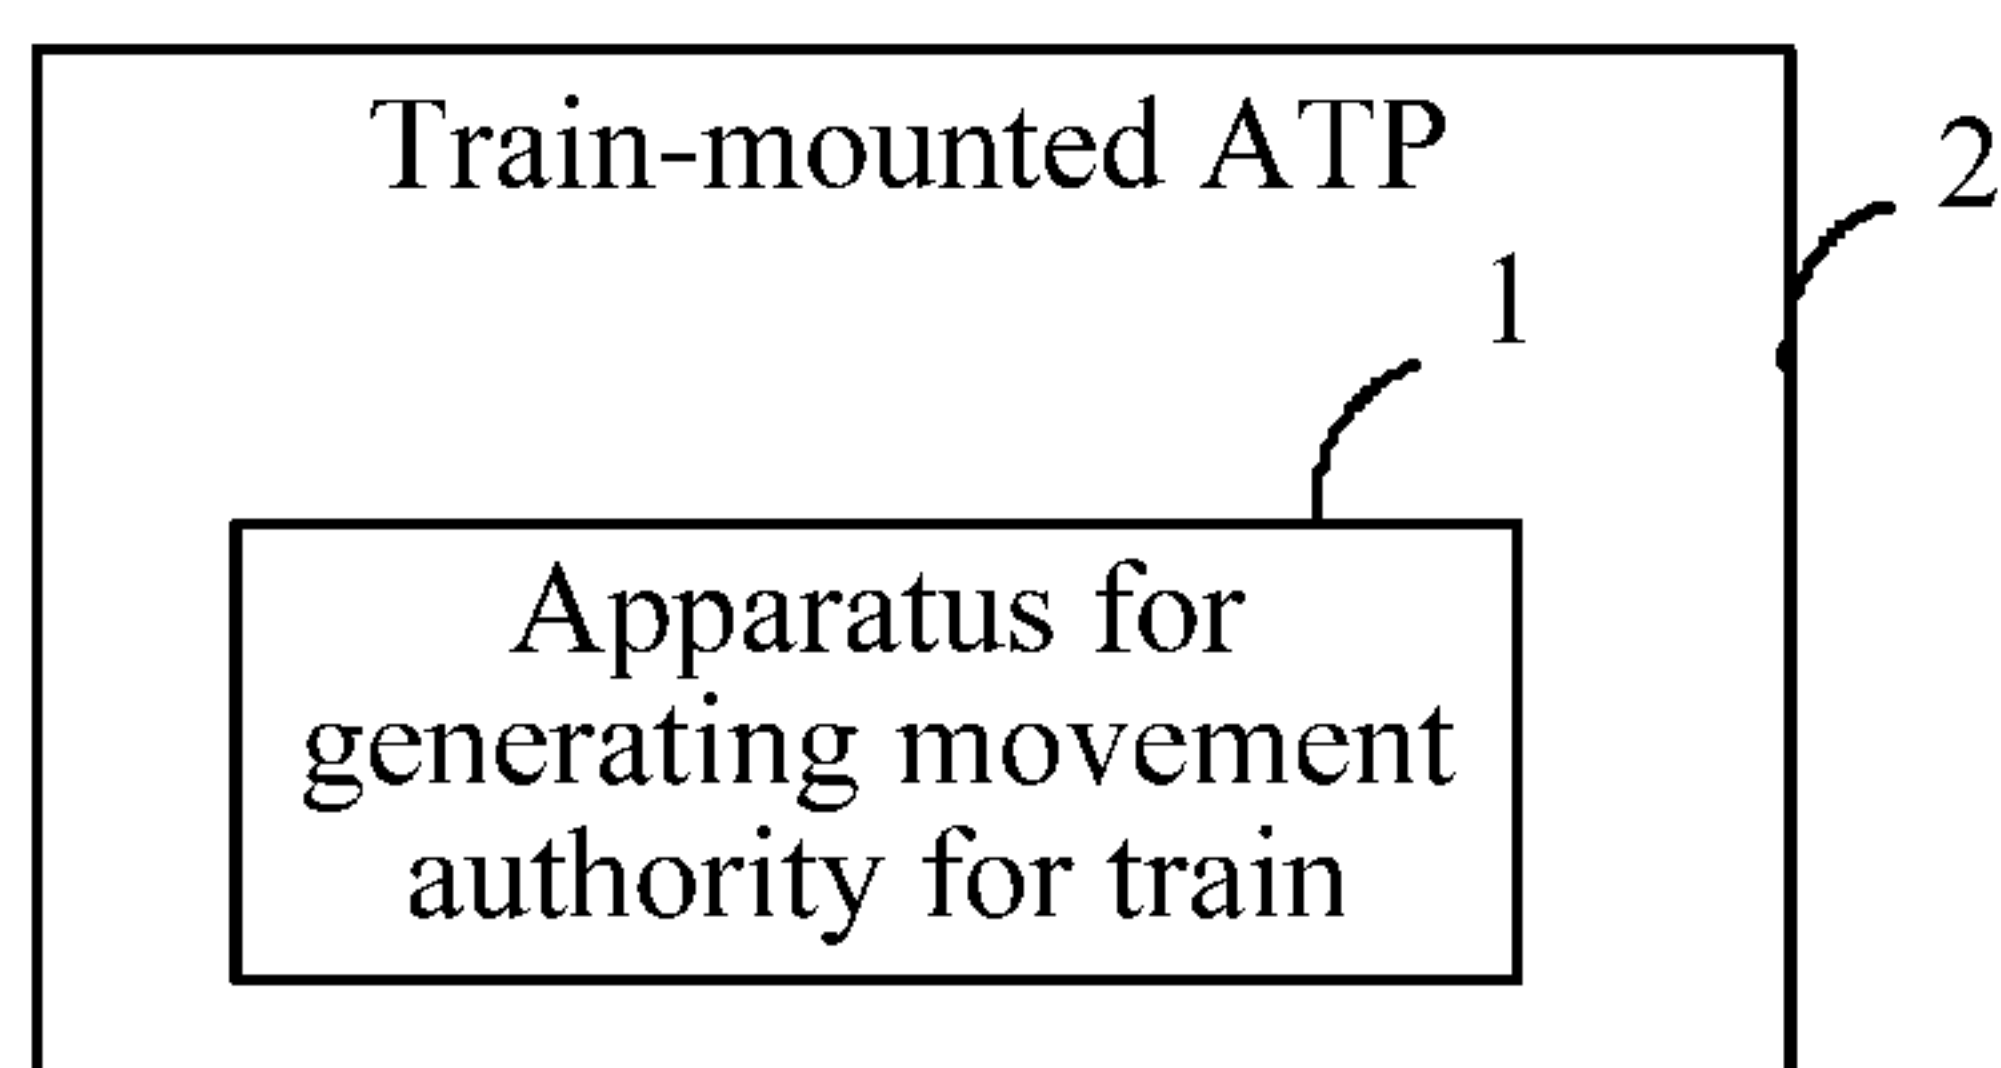 Train-mounted ATP
2
1
Apparatus for
generating movement
authority for train